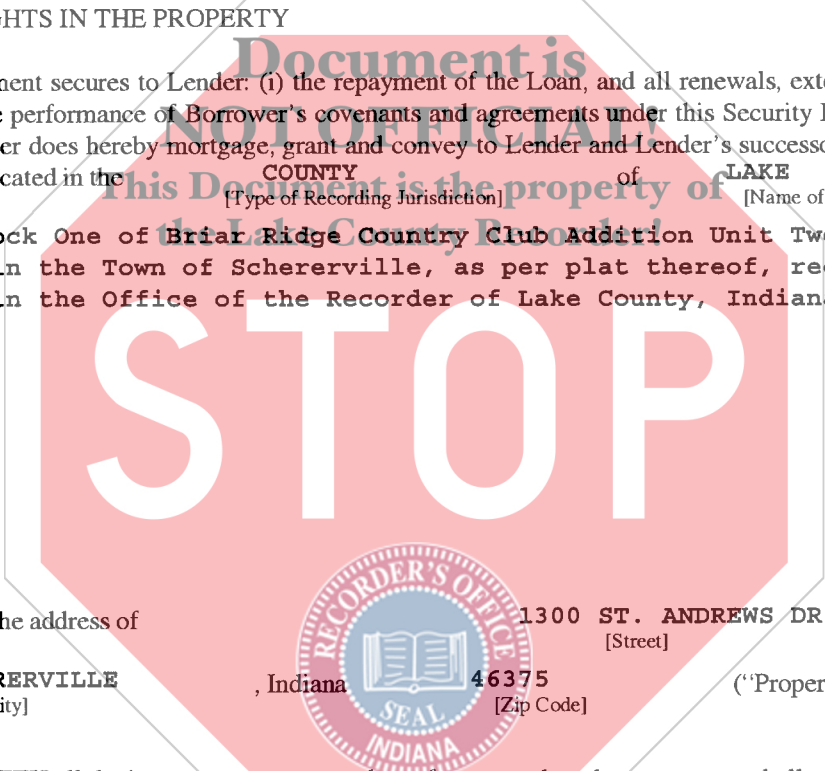 GHTS IN THE PROPERTY
Document is
ment secures to Lender: (i) the repayment of the Loan, and all renewals, exte
NOT OFFICIAL!
e performance of Borrower's covenants and agreements under this Security I
er does hereby mortgage, grant and convey to Lender and Lender's successo
cated in the COUNTY of LAKE
This Document is the property of
[Type of Recording Jurisdiction] [Name of
the Lake County Recorder!
ock One of Briar Ridge Country Club Addition Unit Two
in the Town of Schererville, as per plat thereof, rec
in the Office of the Recorder of Lake County, Indiana
STOP
RECORDER'S OFFICE
he address of 1300 ST. ANDREWS DR
[Street]
RERVILLE , Indiana 46375 ("Proper
ity] [Zip Code]
SEAL
INDIANA